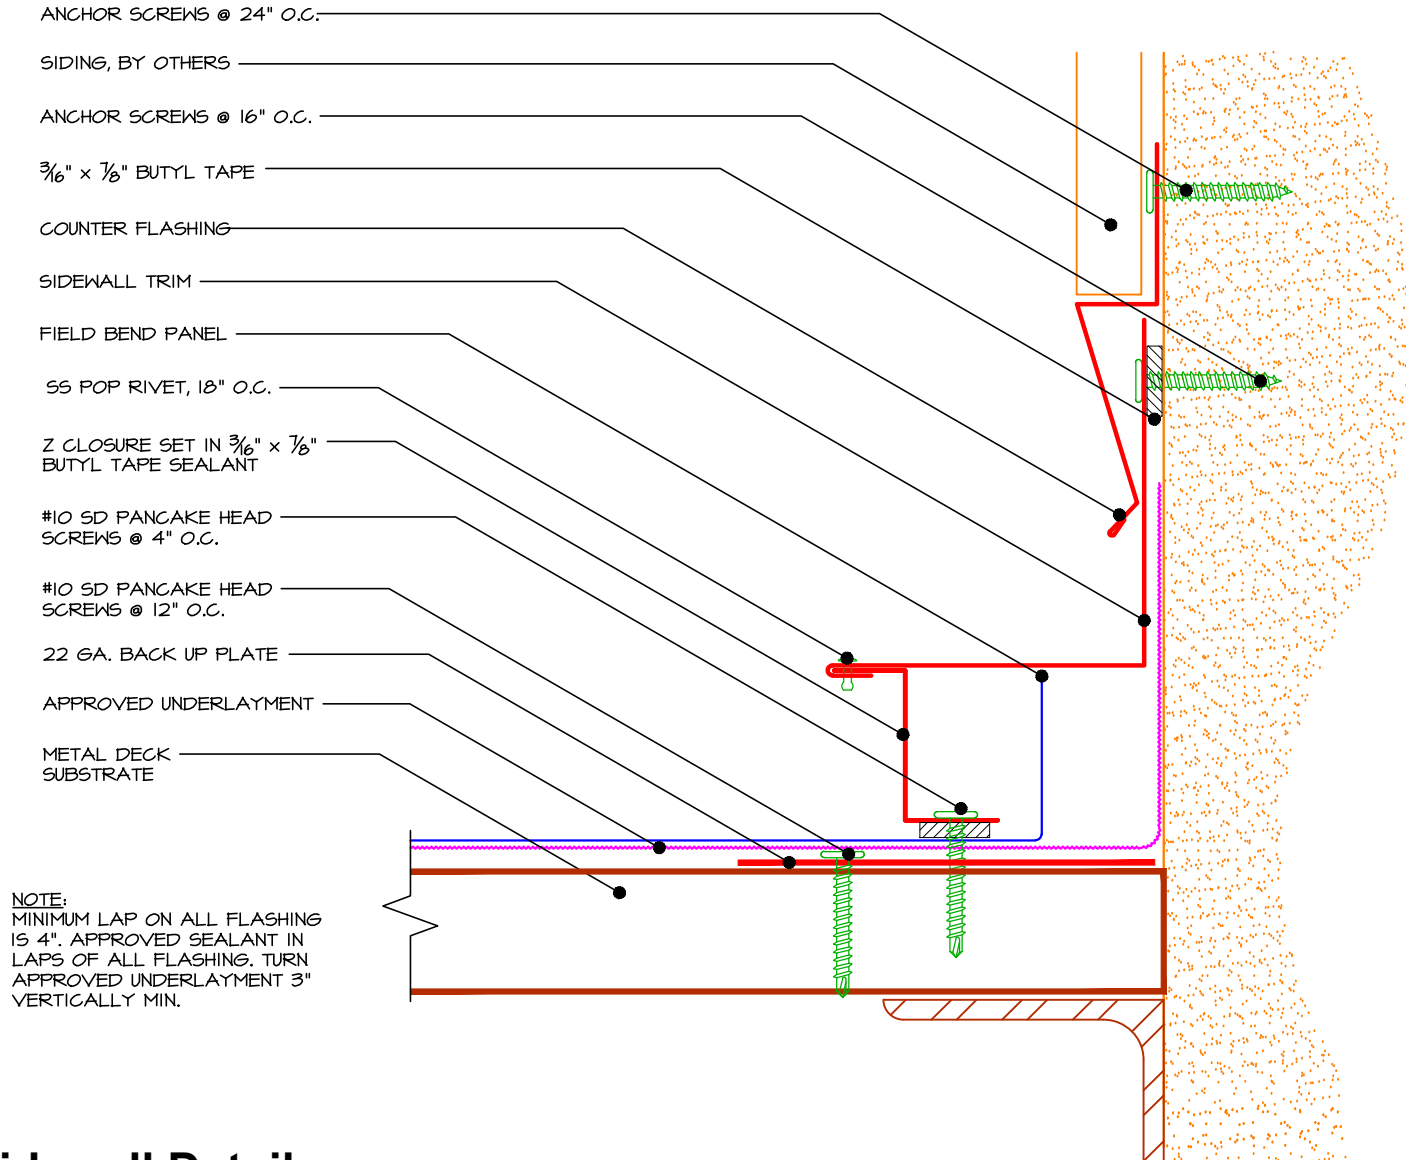 ANCHOR SCREWS @ 24" O.C.
SIDING, BY OTHERS
ANCHOR SCREWS @ 16" O.C.
3/16" x 7/8" BUTYL TAPE
COUNTER FLASHING
SIDEWALL TRIM
FIELD BEND PANEL
SS POP RIVET, 18" O.C.
Z CLOSURE SET IN 3/16" x 7/8"
BUTYL TAPE SEALANT
#10 SD PANCAKE HEAD
SCREWS @ 4" O.C.
#10 SD PANCAKE HEAD
SCREWS @ 12" O.C.
22 GA. BACK UP PLATE
APPROVED UNDERLAYMENT
METAL DECK
SUBSTRATE
NOTE:
MINIMUM LAP ON ALL FLASHING
IS 4". APPROVED SEALANT IN
LAPS OF ALL FLASHING. TURN
APPROVED UNDERLAYMENT 3"
VERTICALLY MIN.